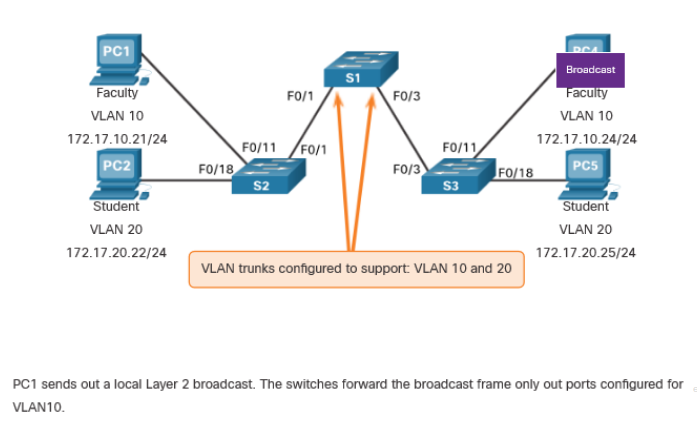 PC1
Faculty
VLAN 10
172.17.10.21/24
PC2
Student
VLAN 20
172.17.20.22/24
S1
F0/1
F0/3
F0/11
F0/1
F0/18
S2
F0/11
F0/3
F0/18
S3
PC4
Broadcast
Faculty
VLAN 10
172.17.10.24/24
PC5
Student
VLAN 20
172.17.20.25/24
VLAN trunks configured to support: VLAN 10 and 20
PC1 sends out a local Layer 2 broadcast. The switches forward the broadcast frame only out ports configured for
VLAN10.